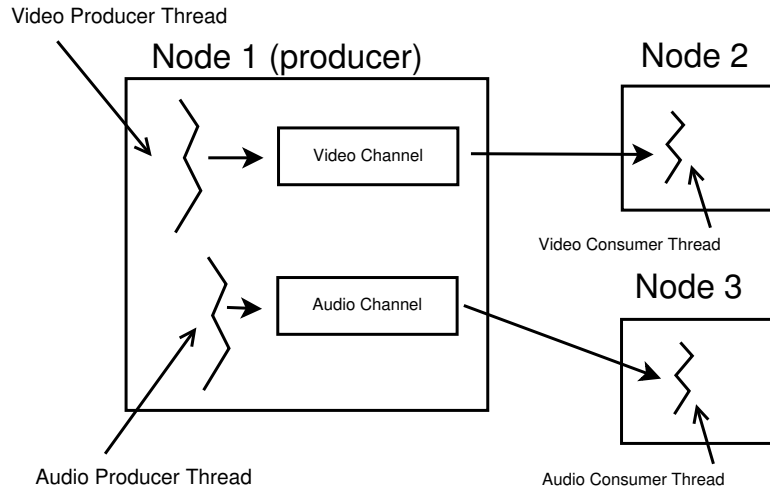 Video Producer Thread
Node 1 (producer)
Node 2
Video Channel
Video Consumer Thread
Node 3
Audio Channel
Audio Producer Thread
Audio Consumer Thread